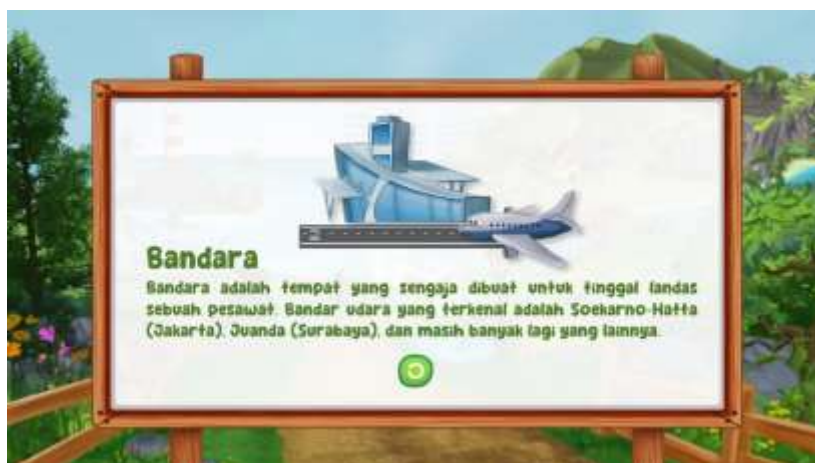 Bandara
Bandara adalah tempat yang sengaja dibuat untuk tinggal landas
sebuah pesawat. Bandar udara yang terkenal adalah Soekarno-Hatta
(Jakarta), Juanda (Surabaya), dan masih banyak lagi yang lainnya.